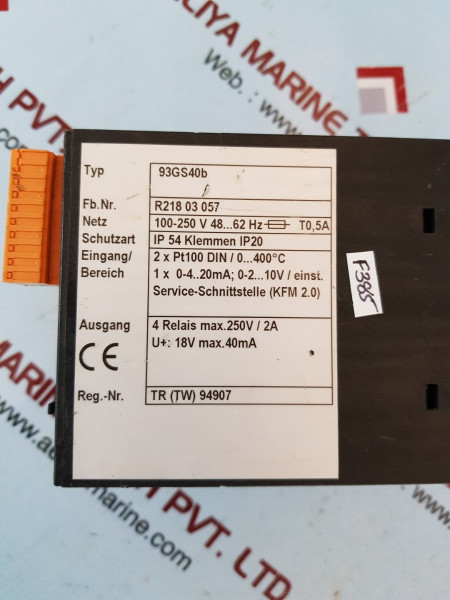 LIYA MARINE
Web. :
PVT.
Typ 93GS40b
Fb.Nr. R218 03 057
Netz 100-250 V 48...62 Hz T0,5A
Schutzart IP 54 Klemmen IP20
Eingang/ 2 x Pt100 DIN / 0...400°C
Bereich 1 x 0-4..20mA; 0-2...10V / einst.
Service-Schnittstelle (KFM 2.0)
Ausgang 4 Relais max.250V / 2A
CE U+: 18V max.40mA
Reg.-Nr. TR (TW) 94907
F3965
MARINE
www.a
PVT. LTD